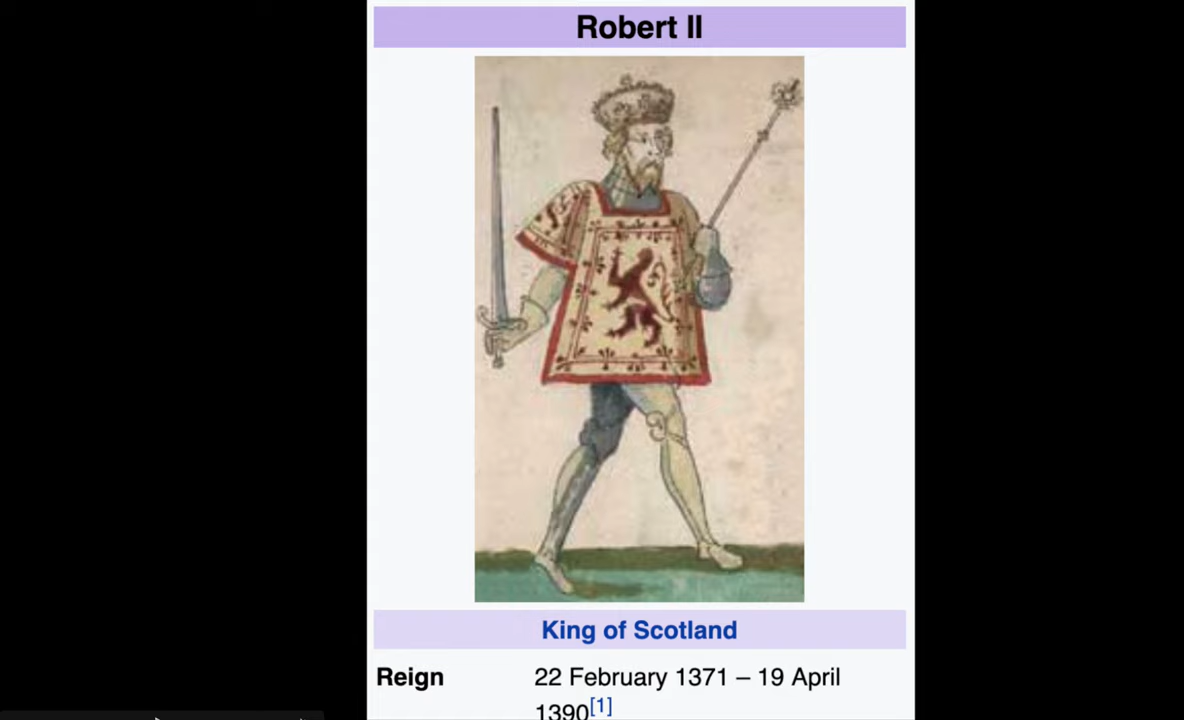 Robert II
King of Scotland
Reign 22 February 1371 – 19 April
1390[1]